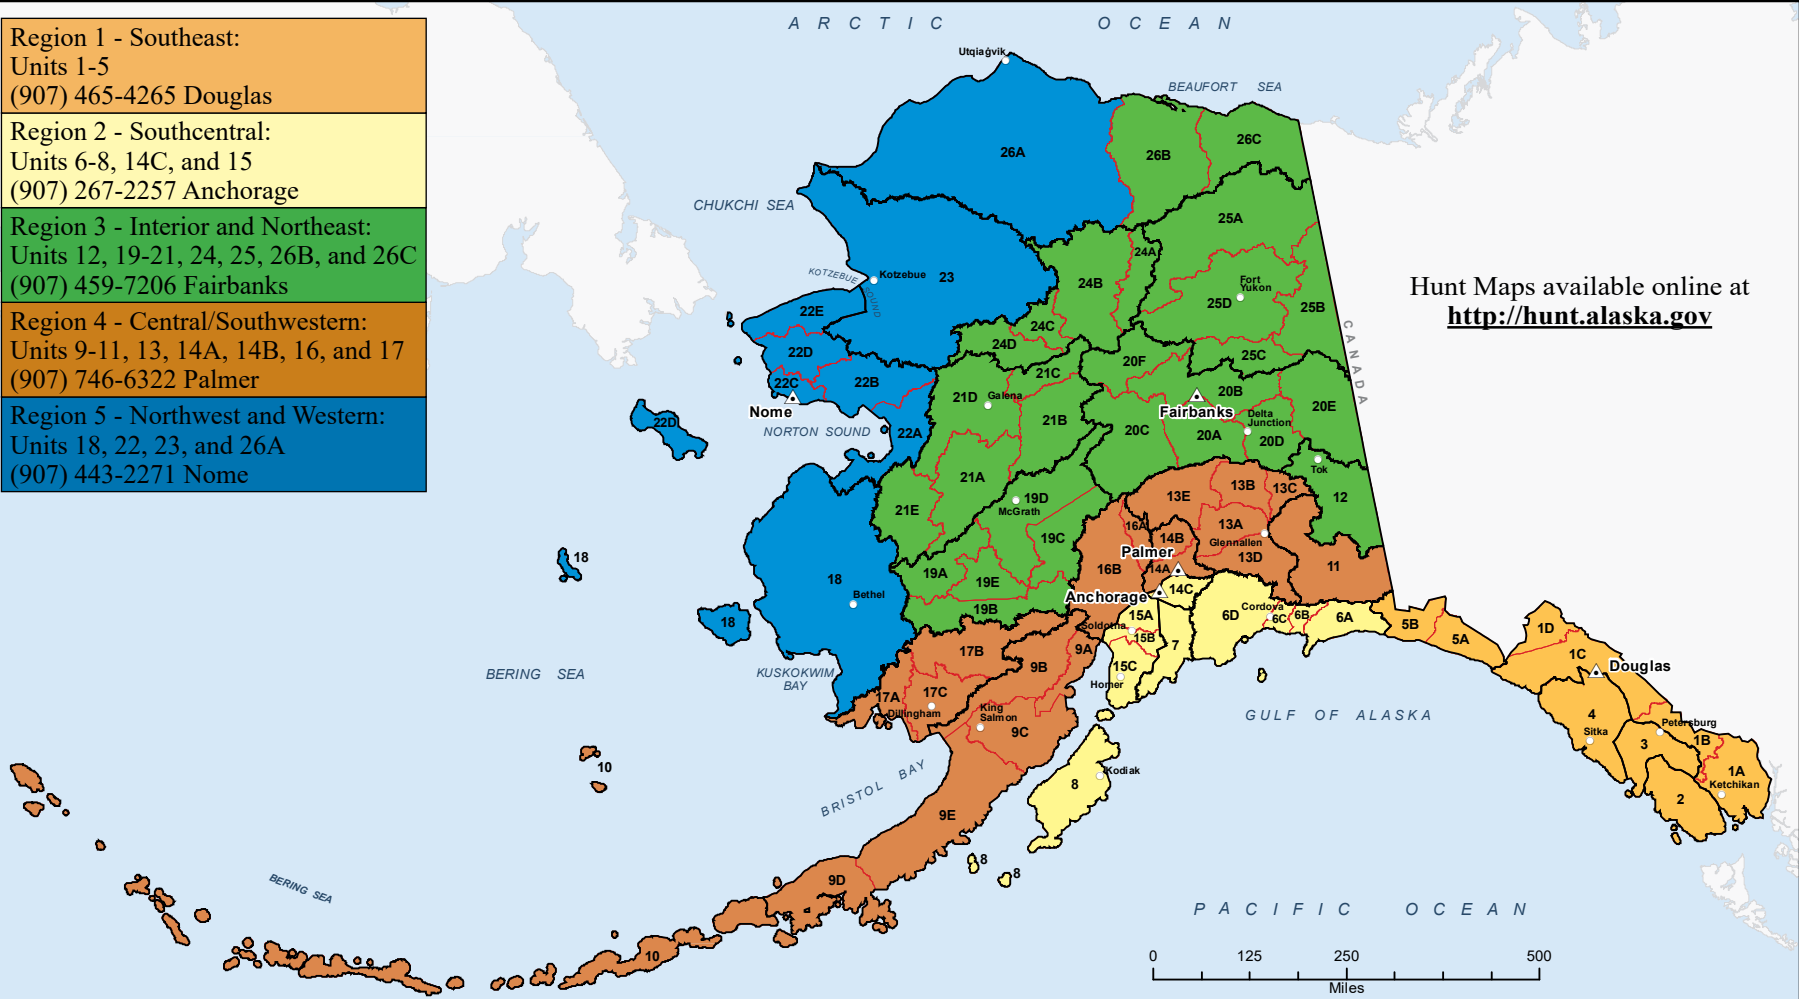 Region 1 - Southeast:
Units 1-5
(907) 465-4265 Douglas
Region 2 - Southcentral:
Units 6-8, 14C, and 15
(907) 267-2257 Anchorage
Region 3 - Interior and Northeast:
Units 12, 19-21, 24, 25, 26B, and 26C
(907) 459-7206 Fairbanks
Region 4 - Central/Southwestern:
Units 9-11, 13, 14A, 14B, 16, and 17
(907) 746-6322 Palmer
Region 5 - Northwest and Western:
Units 18, 22, 23, and 26A
(907) 443-2271 Nome
ARCTIC OCEAN
Utqiaġvik
BEAUFORT SEA
26A
26B
26C
CHUKCHI SEA
25A
24A
KOTZEBUE SOUND
Kotzebue
23
24B
Fort
Yukon
25D
25B
Hunt Maps available online at
http://hunt.alaska.gov
CANADA
22E
24C
22D
24D
25C
20F
21C
22C
22B
21D
Galena
20B
Nome
Fairbanks
20E
22D
NORTON SOUND
22A
21B
20C
20A
Delta
Junction
20D
Tok
21A
19D
McGrath
13E
13B
13C
12
21E
16A
13A
14B
Glennallen
19C
Palmer
13D
18
18
19A
19E
16B
14A
11
Bethel
Anchorage
14C
19B
18
15A
6D
Cordova
6C
6B
6A
5B
5A
1D
Soldotna
15B
7
17B
9A
9B
15C
1C
Douglas
BERING SEA
KUSKOKWIM
BAY
Homer
17A
17C
Dillingham
King
Salmon
9C
GULF OF ALASKA
4
Sitka
Petersburg
3
1B
10
BRISTOL BAY
Kodiak
8
1A
Ketchikan
2
9E
8
8
9D
BERING SEA
PACIFIC OCEAN
10
0 125 250 500
Miles